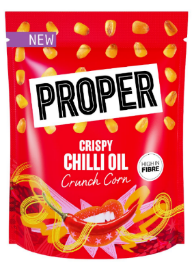 NEW
PROPER
CRISPY
CHILLI OIL
Crunch Corn
HIGH IN
FIBRE